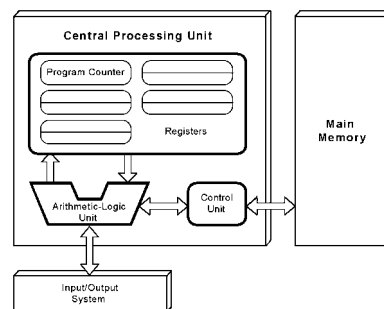 Central Processing Unit
Program Counter
Registers
Arithmetic-Logic
Unit
Control
Unit
Main
Memory
Input/Output
System